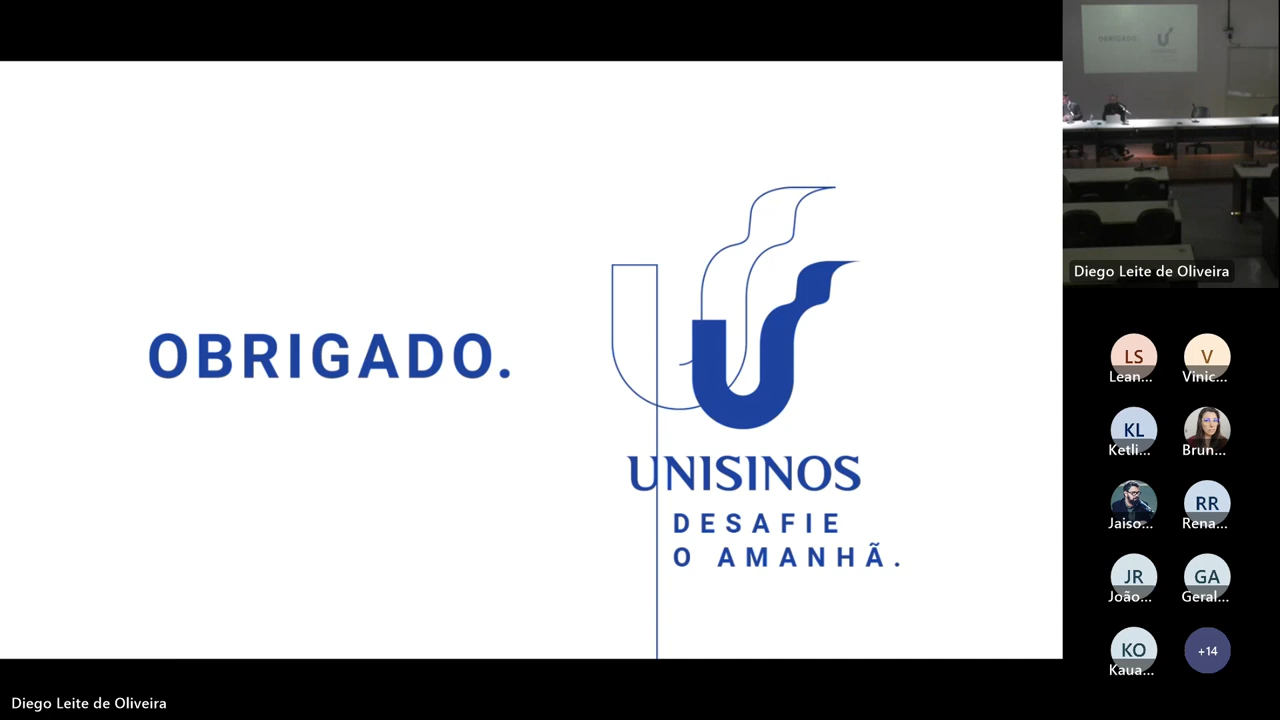 OBRIGADO.
UNISINOS
DESAFIE
O AMANHÃ.
Diego Leite de Oliveira
OBRIGADO.
Diego Leite de Oliveira
LS
Lean...
V
Vinic...
KL
Ketli...
Brun...
Jaiso...
RR
Rena...
JR
João...
GA
Geral...
KO
Kaua...
+14